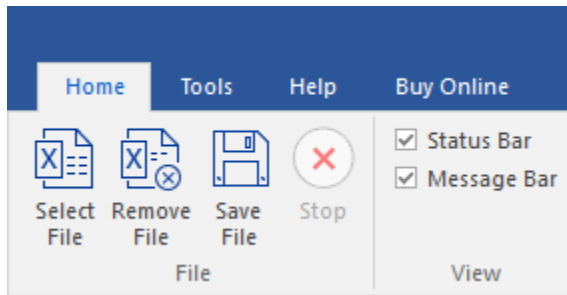 Home Tools Help Buy Online
X X
Select File Remove File Save File Stop
Status Bar
Message Bar
File View